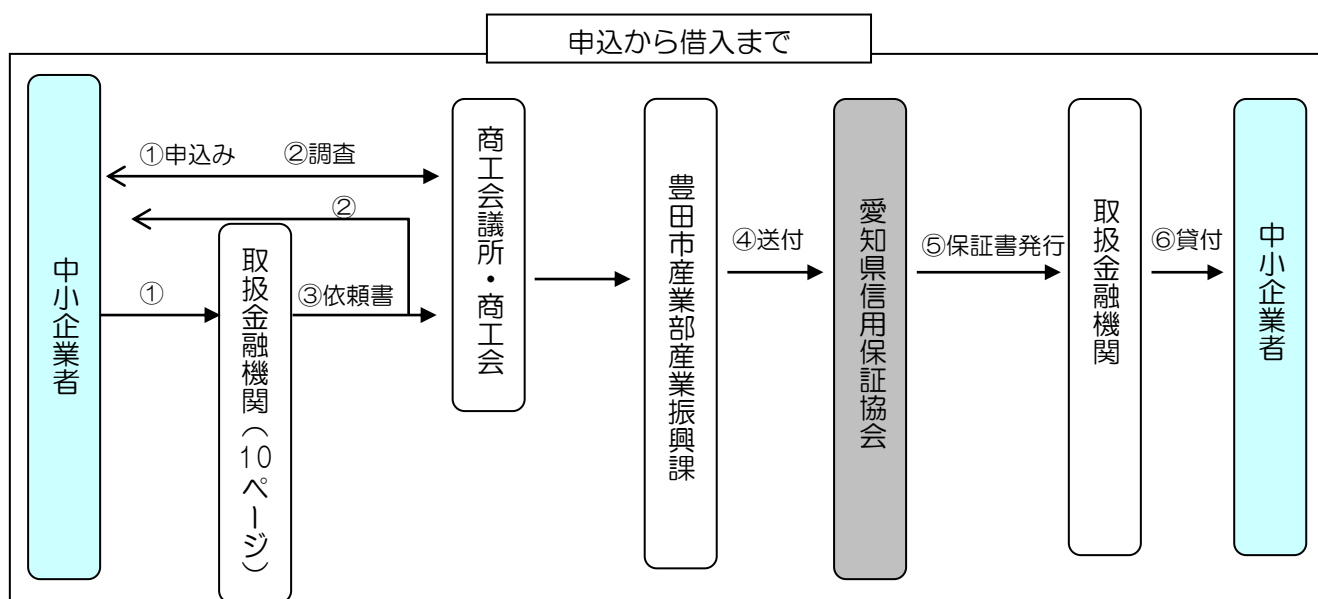 申込から借入まで
中小企業者
①申込み
②調査
②
①
取扱金融機関（10ページ）
③依頼書
商工会議所・商工会
豊田市産業部産業振興課
④送付
愛知県信用保証協会
⑤保証書発行
取扱金融機関
⑥貸付
中小企業者